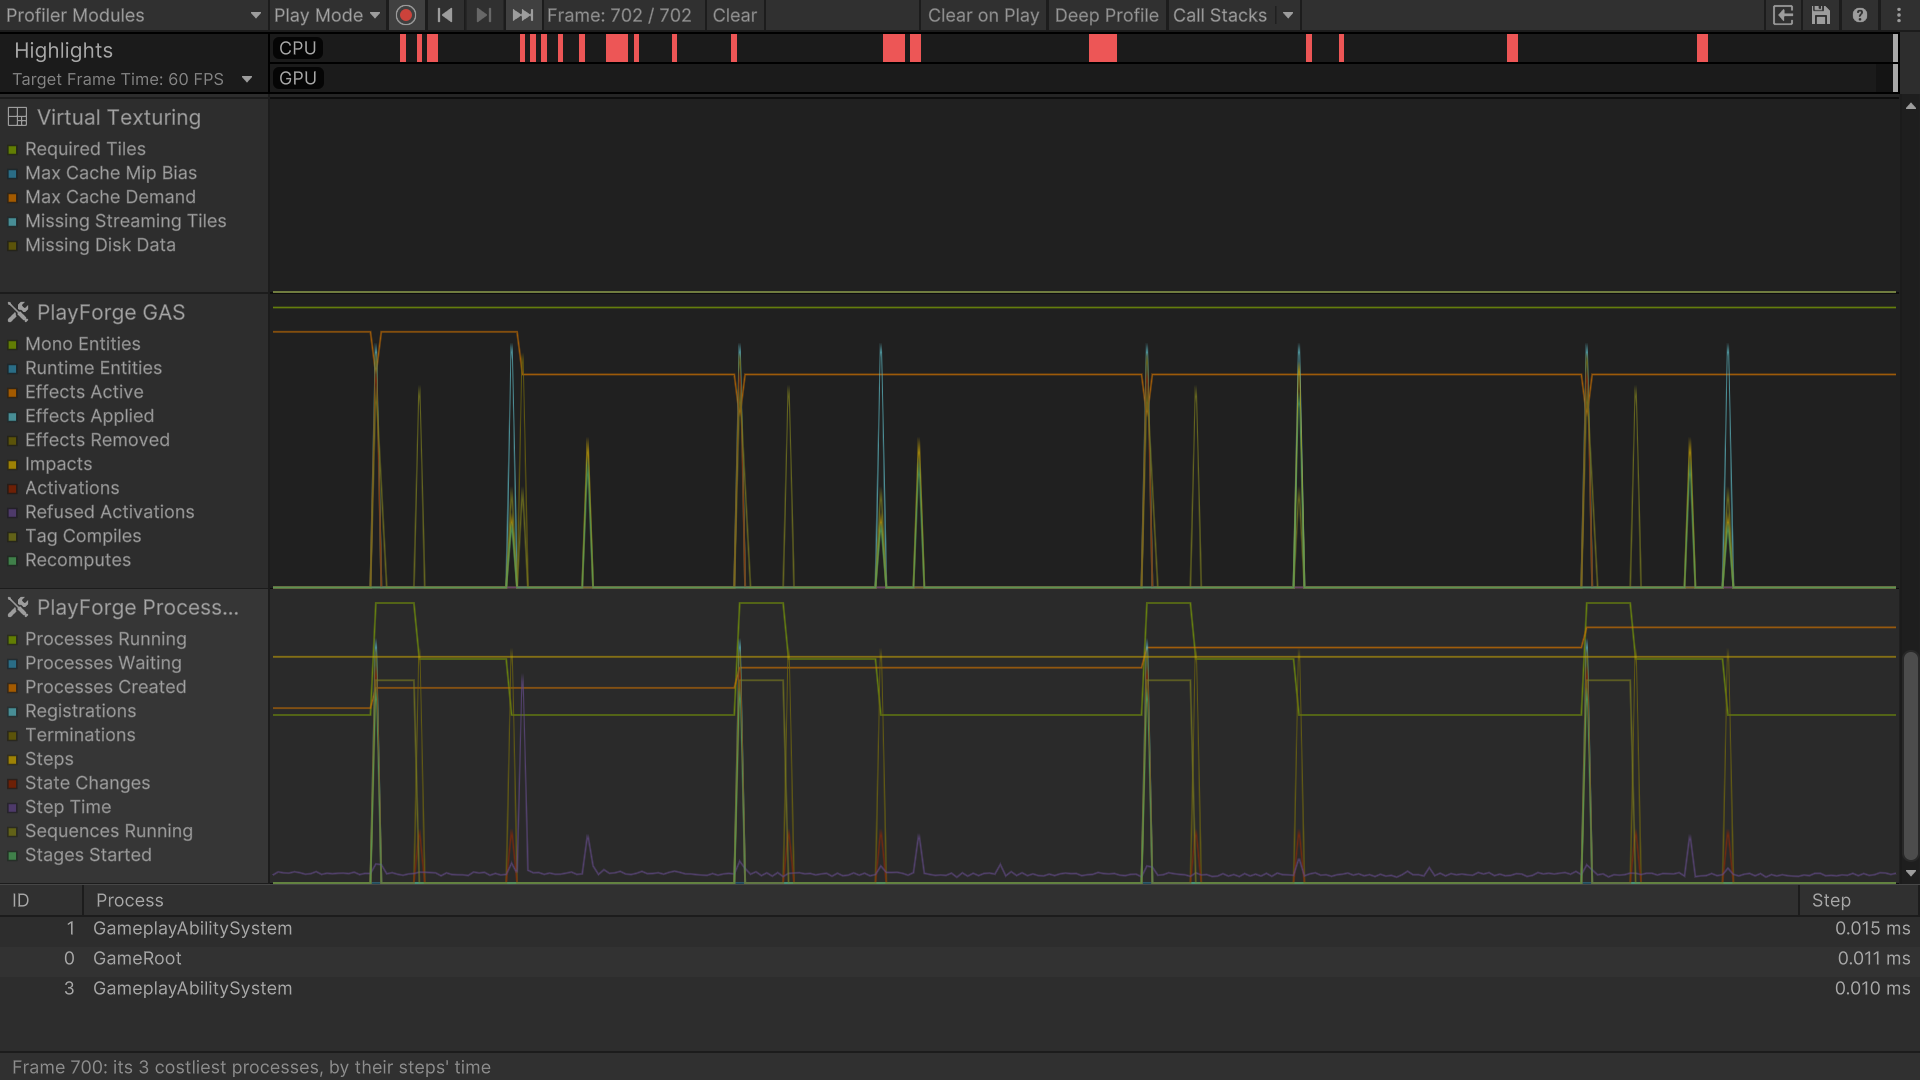 Profiler Modules
Play Mode
Frame: 702 / 702
Clear
Clear on Play
Deep Profile
Call Stacks
Highlights
Target Frame Time: 60 FPS
CPU
GPU
Virtual Texturing
Required Tiles
Max Cache Mip Bias
Max Cache Demand
Missing Streaming Tiles
Missing Disk Data
PlayForge GAS
Mono Entities
Runtime Entities
Effects Active
Effects Applied
Effects Removed
Impacts
Activations
Refused Activations
Tag Compiles
Recomputes
PlayForge Process...
Processes Running
Processes Waiting
Processes Created
Registrations
Terminations
Steps
State Changes
Step Time
Sequences Running
Stages Started
ID Process Step
1 GameplayAbilitySystem 0.015 ms
0 GameRoot 0.011 ms
3 GameplayAbilitySystem 0.010 ms
Frame 700: its 3 costliest processes, by their steps' time